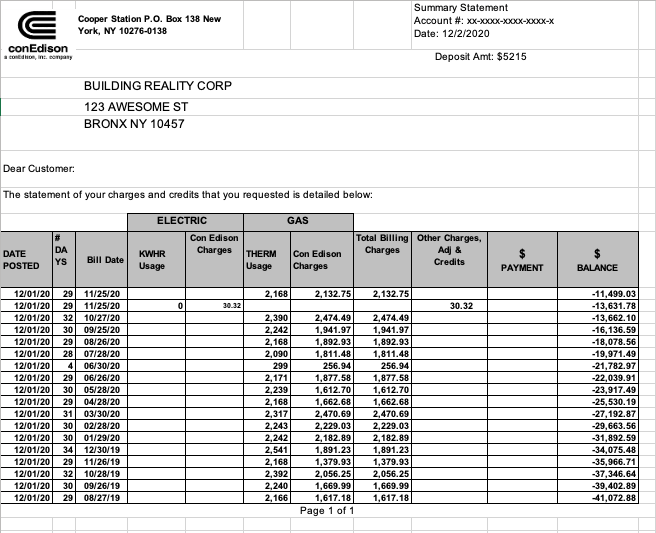 Cooper Station P.O. Box 138 New
York, NY 10276-0138
Summary Statement
Account #: xx-xxxx-xxxx-xxxx-x
Date: 12/2/2020
conEdison
a conEdison, inc. company
Deposit Amt: $5215
BUILDING REALITY CORP
123 AWESOME ST
BRONX NY 10457
Dear Customer:
The statement of your charges and credits that you requested is detailed below:
ELECTRIC GAS
DATE POSTED # DA YS Bill Date KWHR Usage Con Edison Charges THERM Usage Con Edison Charges Total Billing Charges Other Charges, Adj & Credits $ PAYMENT $ BALANCE
12/01/20 29 11/25/20 2,168 2,132.75 2,132.75 -11,499.03
12/01/20 29 11/25/20 0 30.32 30.32 -13,631.78
12/01/20 32 10/27/20 2,390 2,474.49 2,474.49 -13,662.10
12/01/20 30 09/25/20 2,242 1,941.97 1,941.97 -16,136.59
12/01/20 29 08/26/20 2,168 1,892.93 1,892.93 -18,078.56
12/01/20 28 07/28/20 2,090 1,811.48 1,811.48 -19,971.49
12/01/20 4 06/30/20 299 256.94 256.94 -21,782.97
12/01/20 29 06/26/20 2,171 1,877.58 1,877.58 -22,039.91
12/01/20 30 05/28/20 2,239 1,612.70 1,612.70 -23,917.49
12/01/20 29 04/28/20 2,168 1,662.68 1,662.68 -25,530.19
12/01/20 31 03/30/20 2,317 2,470.69 2,470.69 -27,192.87
12/01/20 30 02/28/20 2,243 2,229.03 2,229.03 -29,663.56
12/01/20 30 01/29/20 2,242 2,182.89 2,182.89 -31,892.59
12/01/20 34 12/30/19 2,541 1,891.23 1,891.23 -34,075.48
12/01/20 29 11/26/19 2,168 1,379.93 1,379.93 -35,966.71
12/01/20 32 10/28/19 2,392 2,056.25 2,056.25 -37,346.64
12/01/20 30 09/26/19 2,240 1,669.99 1,669.99 -39,402.89
12/01/20 29 08/27/19 2,166 1,617.18 1,617.18 -41,072.88
Page 1 of 1